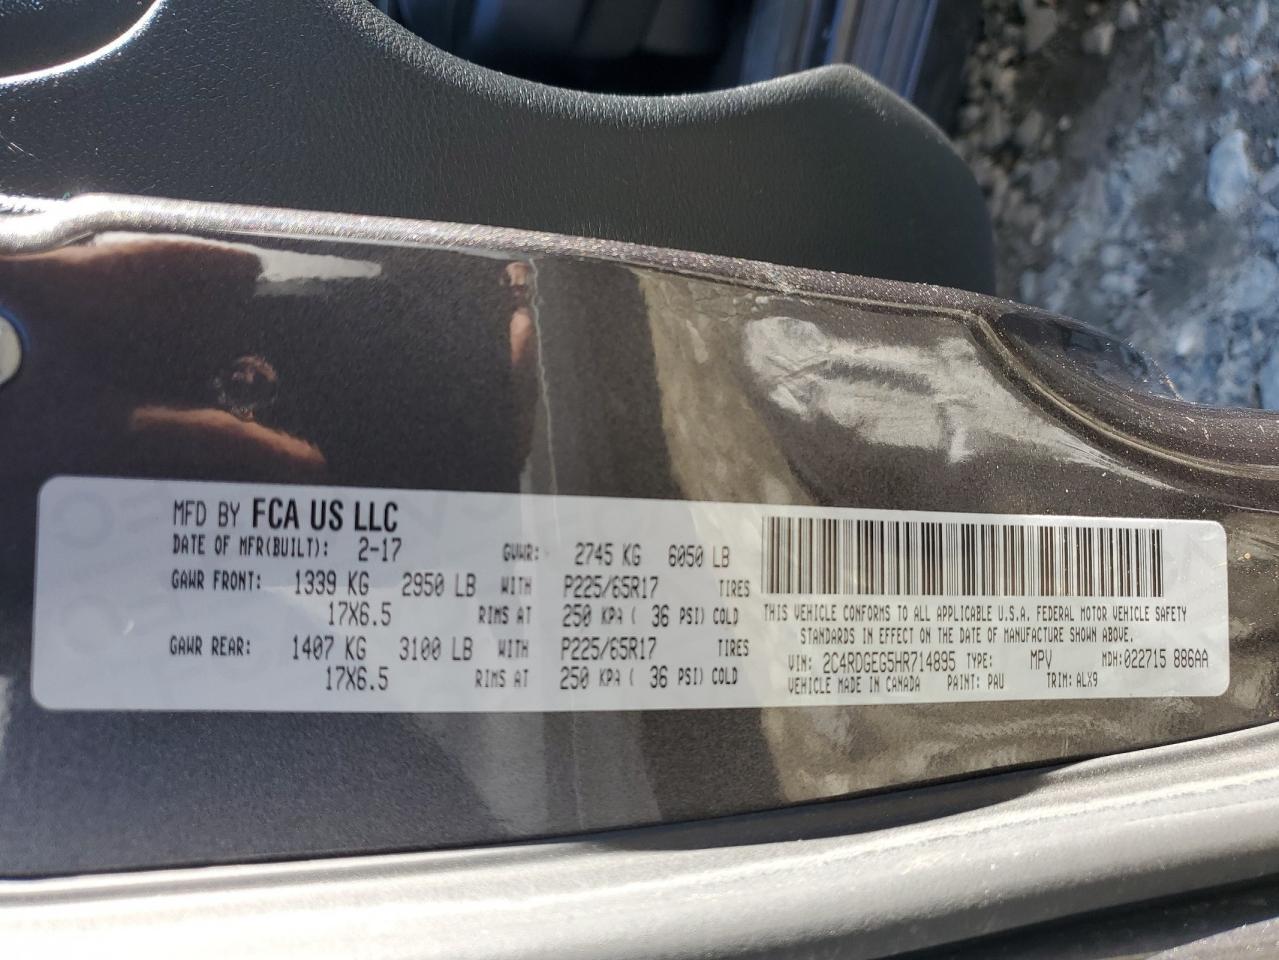 MFD BY FCA US LLC
DATE OF MFR(BUILT): 2-17 GVWR: 2745 KG 6050 LB
GAWR FRONT: 1339 KG 2950 LB WITH P225/65R17 TIRES
17X6.5 RIMS AT 250 KPA ( 36 PSI) COLD
GAWR REAR: 1407 KG 3100 LB WITH P225/65R17 TIRES
17X6.5 RIMS AT 250 KPA ( 36 PSI) COLD
THIS VEHICLE CONFORMS TO ALL APPLICABLE U.S.A. FEDERAL MOTOR VEHICLE SAFETY
STANDARDS IN EFFECT ON THE DATE OF MANUFACTURE SHOWN ABOVE.
VIN: 2C4RDGEG5HR714895 TYPE: MPV MDH:022715 886AA
VEHICLE MADE IN CANADA PAINT: PAU TRIM:ALX9